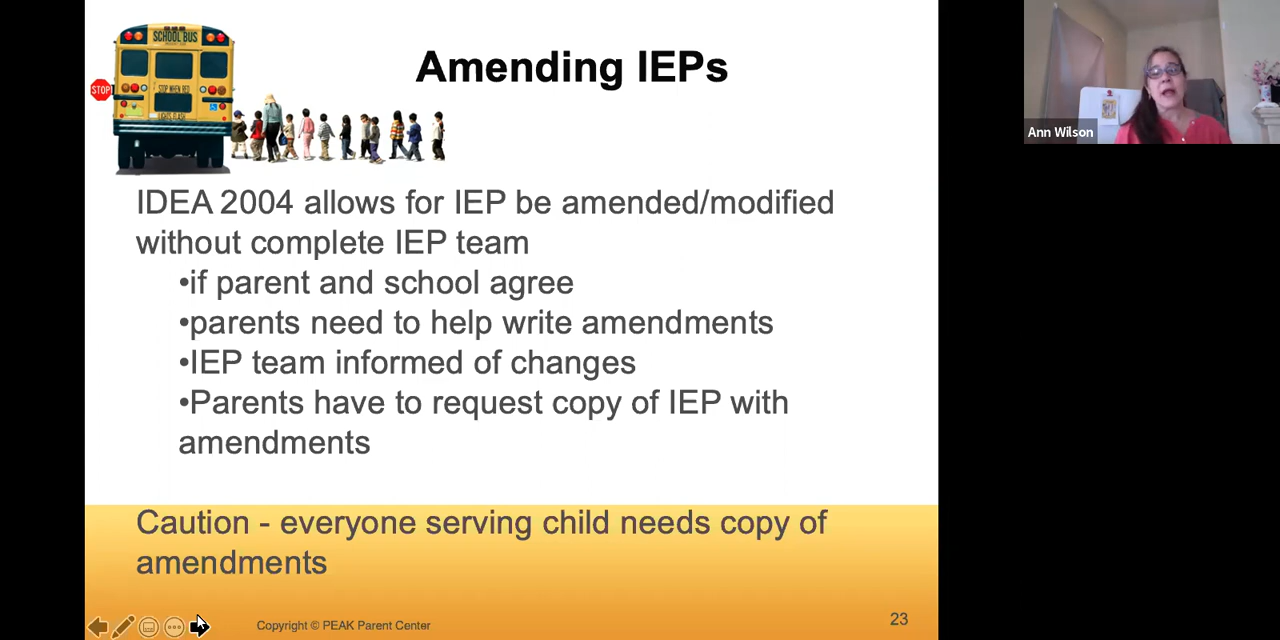 SCHOOL BUS
STOP
STOP WHEN RED
Amending IEPs
IDEA 2004 allows for IEP be amended/modified
without complete IEP team
•if parent and school agree
•parents need to help write amendments
•IEP team informed of changes
•Parents have to request copy of IEP with
amendments
Caution - everyone serving child needs copy of
amendments
Copyright © PEAK Parent Center
23
Ann Wilson